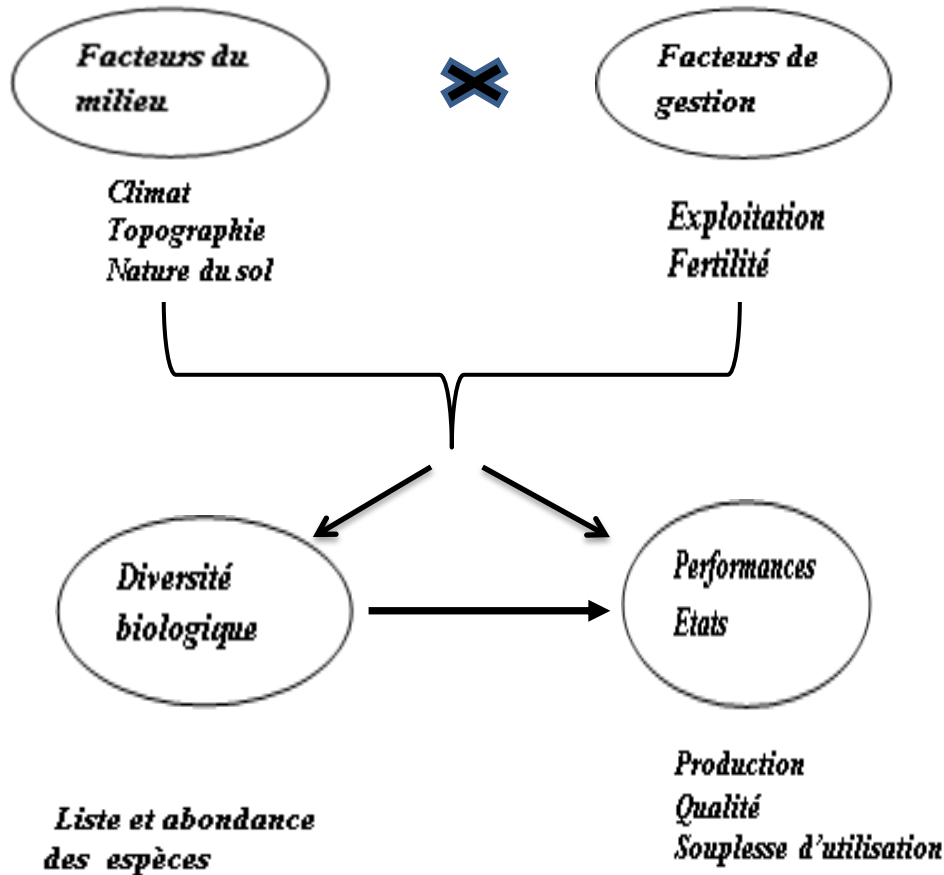 Facteurs du
milieu
Facteurs de
gestion
Climat
Topographie
Nature du sol
Exploitation
Fertilité
Diversité
biologique
Performances
Etats
Liste et abondance
des espèces
Production
Qualité
Souplesse d'utilisation